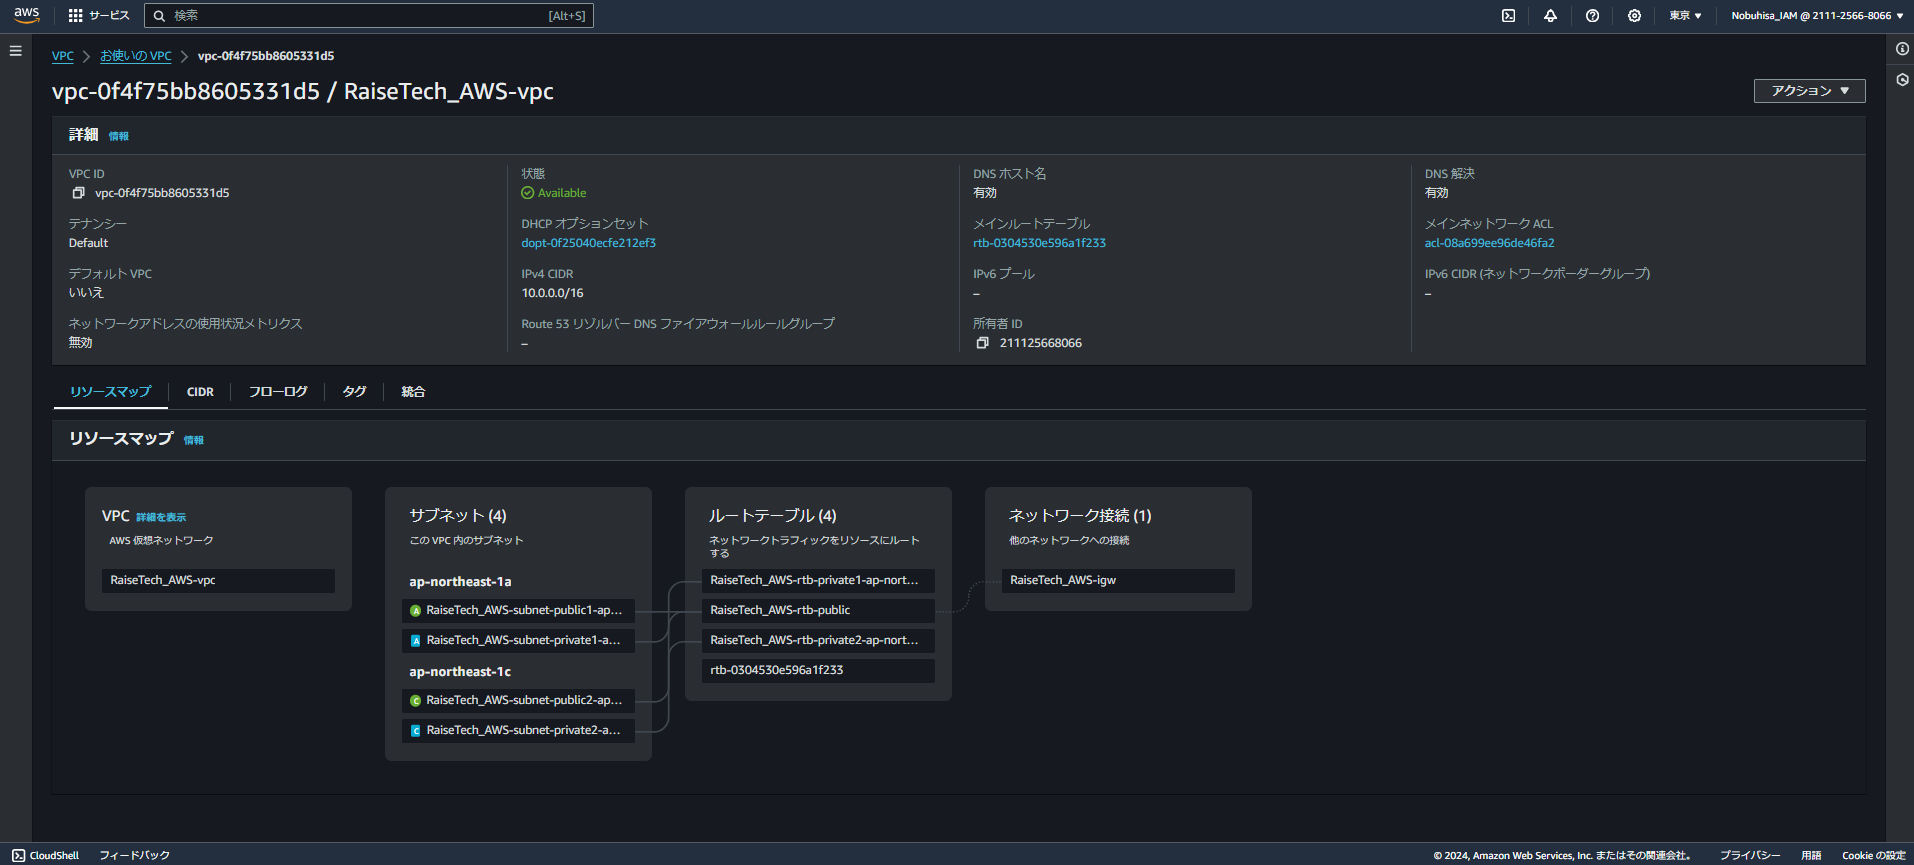 aws
サービス
検索
[Alt+S]
東京 ▼
Nobuhisa_IAM @ 2111-2566-8066 ▼
VPC
お使いの VPC
vpc-0f4f75bb8605331d5
vpc-0f4f75bb8605331d5 / RaiseTech_AWS-vpc
アクション ▼
詳細 情報
VPC ID
vpc-0f4f75bb8605331d5
状態
Available
DNS ホスト名
有効
DNS 解決
有効
テナンシー
Default
DHCP オプションセット
dopt-0f25040ecfe212ef3
メインルートテーブル
rtb-0304530e596a1f233
メインネットワーク ACL
acl-08a699ee96de46fa2
デフォルト VPC
いいえ
IPv4 CIDR
10.0.0.0/16
IPv6 プール
–
IPv6 CIDR (ネットワークボーダーグループ)
–
ネットワークアドレスの使用状況メトリクス
無効
Route 53 リゾルバー DNS ファイアウォールルールグループ
–
所有者 ID
211125668066
リソースマップ
CIDR
フローログ
タグ
統合
リソースマップ 情報
VPC 詳細を表示
AWS 仮想ネットワーク
RaiseTech_AWS-vpc
サブネット (4)
この VPC 内のサブネット
ap-northeast-1a
A RaiseTech_AWS-subnet-public1-ap...
A RaiseTech_AWS-subnet-private1-a...
ap-northeast-1c
C RaiseTech_AWS-subnet-public2-ap...
C RaiseTech_AWS-subnet-private2-a...
ルートテーブル (4)
ネットワークトラフィックをリソースにルート
する
RaiseTech_AWS-rtb-private1-ap-nort...
RaiseTech_AWS-rtb-public
RaiseTech_AWS-rtb-private2-ap-nort...
rtb-0304530e596a1f233
ネットワーク接続 (1)
他のネットワークへの接続
RaiseTech_AWS-igw
CloudShell
フィードバック
© 2024, Amazon Web Services, Inc. またはその関連会社。
プライバシー
用語
Cookie の設定